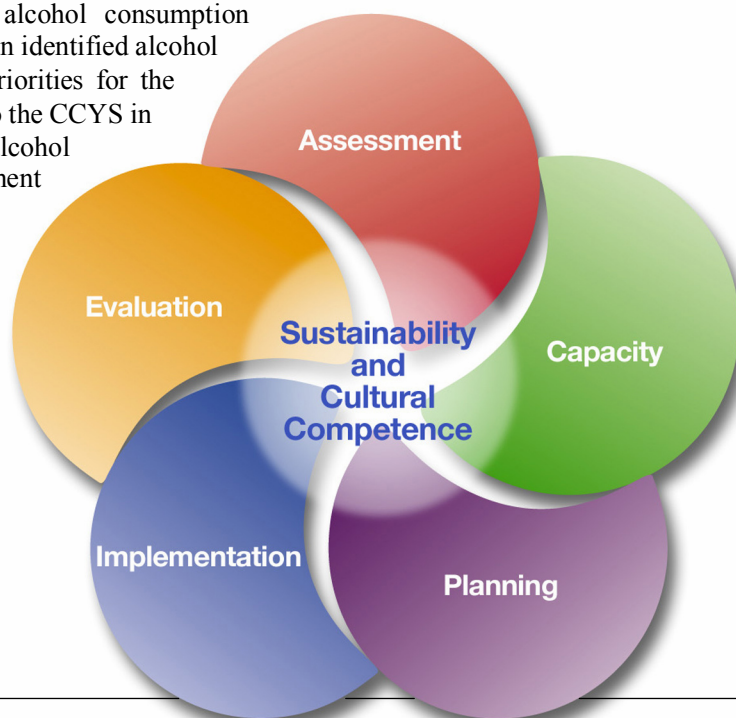 alcohol consumption
n identified alcohol
riorities for the
o the CCYS in
lcohol
ment
Assessment
Evaluation
Capacity
Sustainability
and
Cultural
Competence
Implementation
Planning